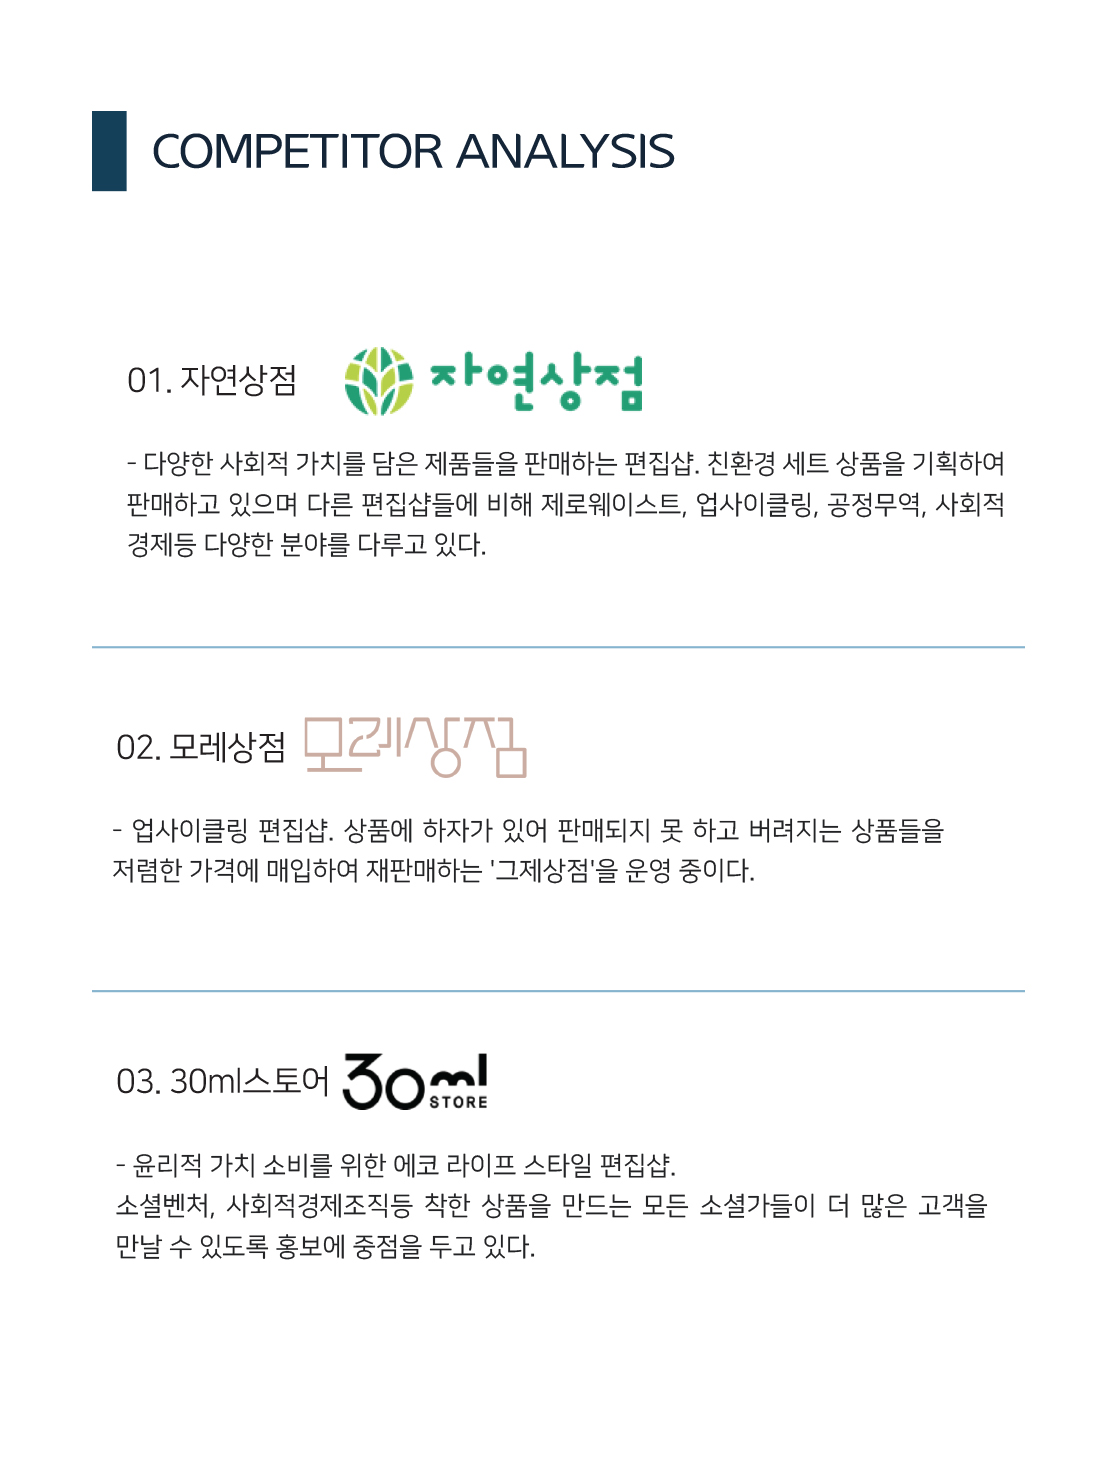 COMPETITOR ANALYSIS
01. 자연상점 자연상점
- 다양한 사회적 가치를 담은 제품들을 판매하는 편집샵. 친환경 세트 상품을 기획하여
판매하고 있으며 다른 편집샵들에 비해 제로웨이스트, 업사이클링, 공정무역, 사회적
경제등 다양한 분야를 다루고 있다.
02. 모레상점 모레상점
- 업사이클링 편집샵. 상품에 하자가 있어 판매되지 못 하고 버려지는 상품들을
저렴한 가격에 매입하여 재판매하는 '그제상점'을 운영 중이다.
03. 30ml스토어 30ml STORE
- 윤리적 가치 소비를 위한 에코 라이프 스타일 편집샵.
소셜벤처, 사회적경제조직등 착한 상품을 만드는 모든 소셜가들이 더 많은 고객을
만날 수 있도록 홍보에 중점을 두고 있다.